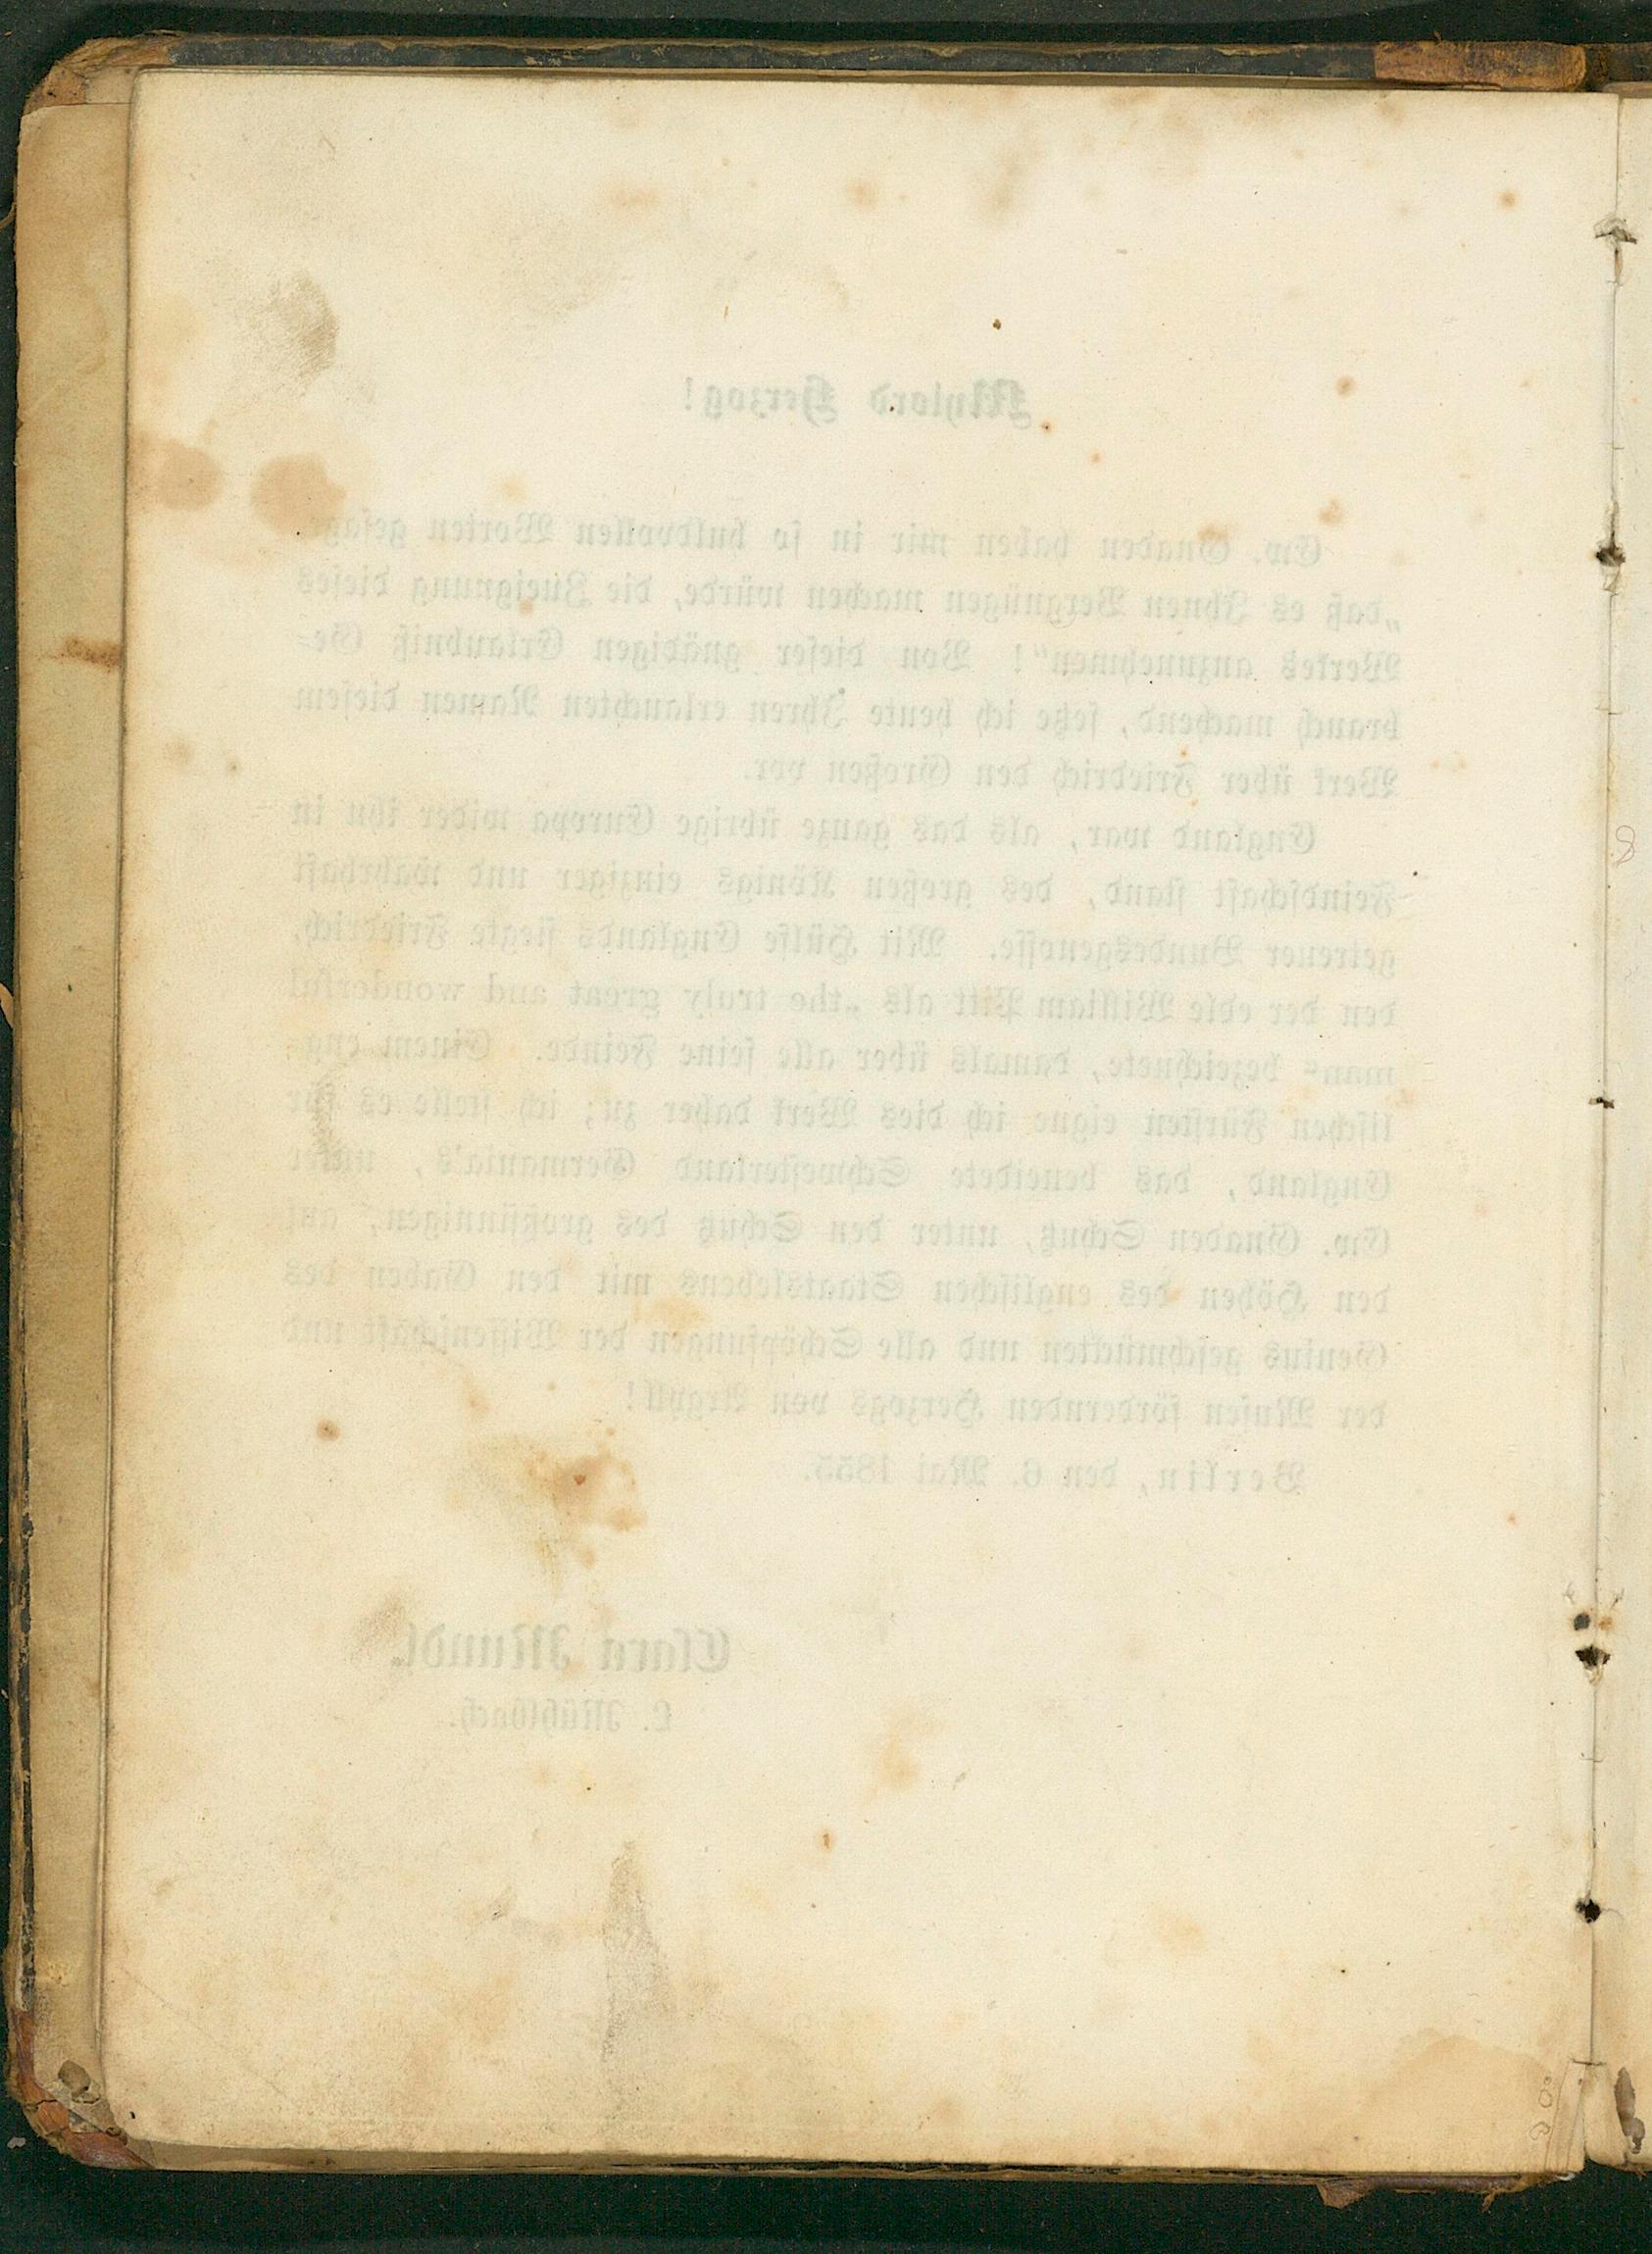 Mylord Herzog!
Ew. Gnaden haben mir in so huldvollen Worten gesagt
„daß es Ihnen Vergnügen machen würde, die Zueignung dieses
Werkes anzunehmen“! Von dieser gnädigen Erlaubniß Ge-
brauch machend, setze ich heute Ihren erlauchten Namen diesem
Werk über Friedrich den Großen vor.
England war, als das ganze übrige Europa wider ihn in
Feindschaft stand, des großen Königs einziger und wahrhaft
getreuer Bundesgenosse. Mit Hülfe Englands siegte Friedrich,
den der edle William Pitt als „the truly great and wonderful
man“ bezeichnete, damals über alle seine Feinde. Einem eng-
lischen Fürsten eigne ich dies Werk daher zu; ich stelle es für
England, das beneidete Schwesterland Germania's, unter
Ew. Gnaden Schutz, unter den Schutz des großsinnigen, auf
den Höhen des englischen Staatslebens mit den Gaben des
Genius geschmückten und alle Schöpfungen der Wissenschaft und
der Musen fördernden Herzogs von Argyll!
Berlin, den 6. Mai 1855.
Clara Mundt.
L. Mühlbach.